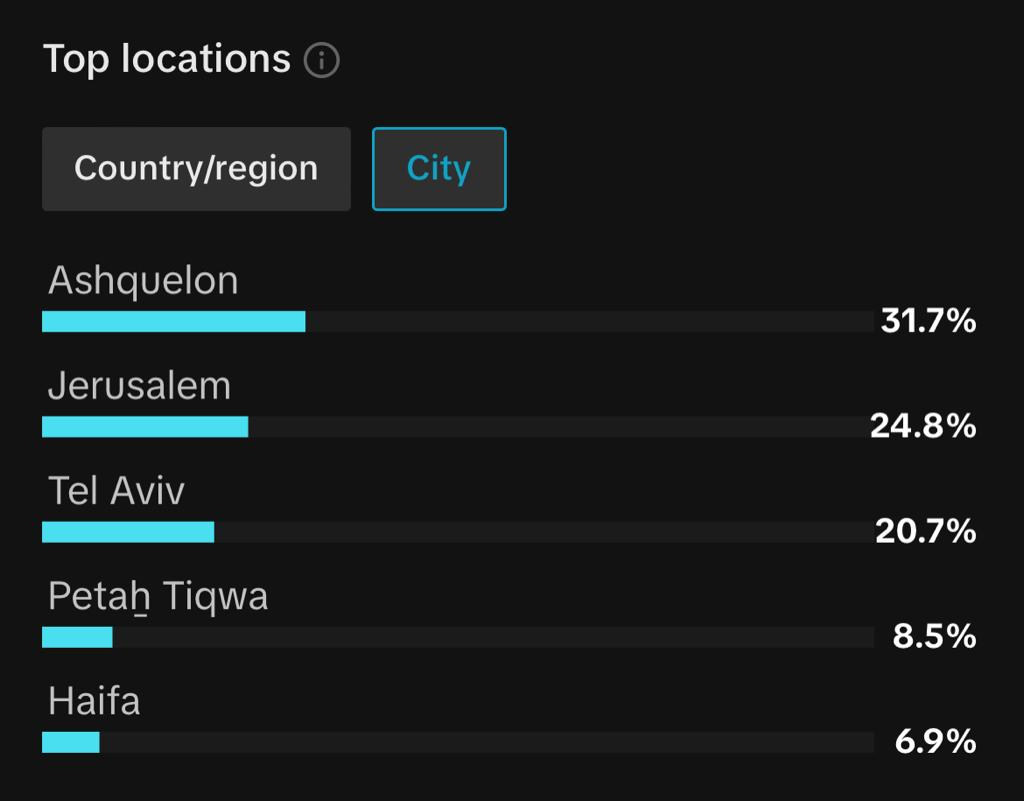 Top locations
Country/region City
Ashquelon
31.7%
Jerusalem
24.8%
Tel Aviv
20.7%
Petaẖ Tiqwa
8.5%
Haifa
6.9%